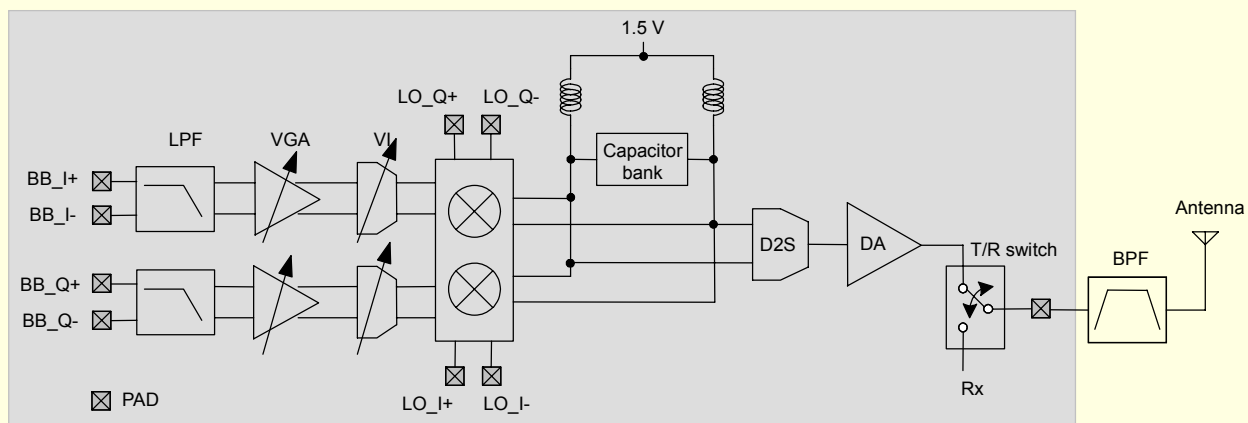 1.5 V
LO_Q+
LO_Q-
LPF
VGA
VI
Capacitor
bank
BB_I+
BB_I-
D2S
DA
T/R switch
BPF
Antenna
BB_Q+
BB_Q-
Rx
LO_I+
LO_I-
PAD